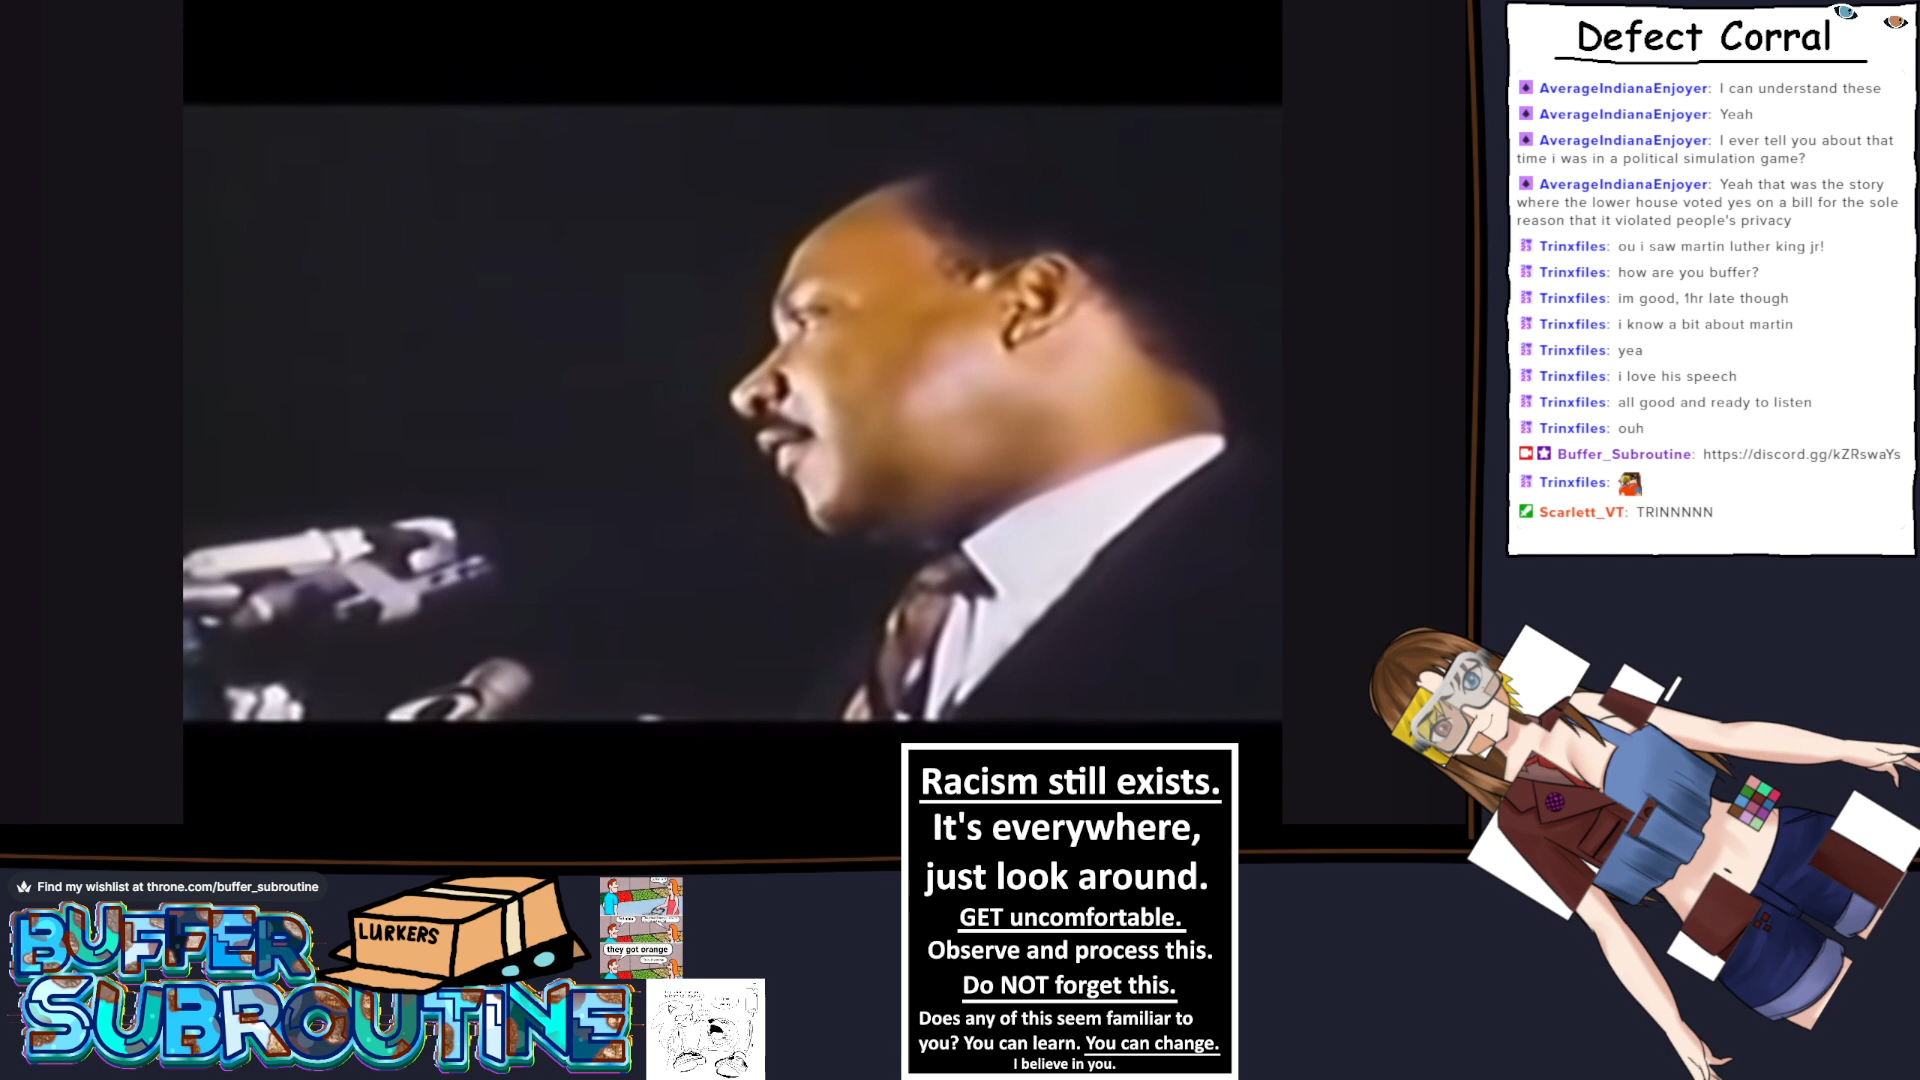 Defect Corral
AverageIndianaEnjoyer: I can understand these
AverageIndianaEnjoyer: Yeah
AverageIndianaEnjoyer: I ever tell you about that
time i was in a political simulation game?
AverageIndianaEnjoyer: Yeah that was the story
where the lower house voted yes on a bill for the sole
reason that it violated people's privacy
Trinxfiles: ou i saw martin luther king jr!
Trinxfiles: how are you buffer?
Trinxfiles: im good, 1hr late though
Trinxfiles: i know a bit about martin
Trinxfiles: yea
Trinxfiles: i love his speech
Trinxfiles: all good and ready to listen
Trinxfiles: ouh
Buffer_Subroutine: https://discord.gg/kZRswaYs
Trinxfiles:
Scarlett_VT: TRINNNNN
Racism still exists.
It's everywhere,
just look around.
GET uncomfortable.
Observe and process this.
Do NOT forget this.
Does any of this seem familiar to
you? You can learn. You can change.
I believe in you.
Find my wishlist at throne.com/buffer_subroutine
BUFFER
SUBROUTINE
LURKERS
they got orange